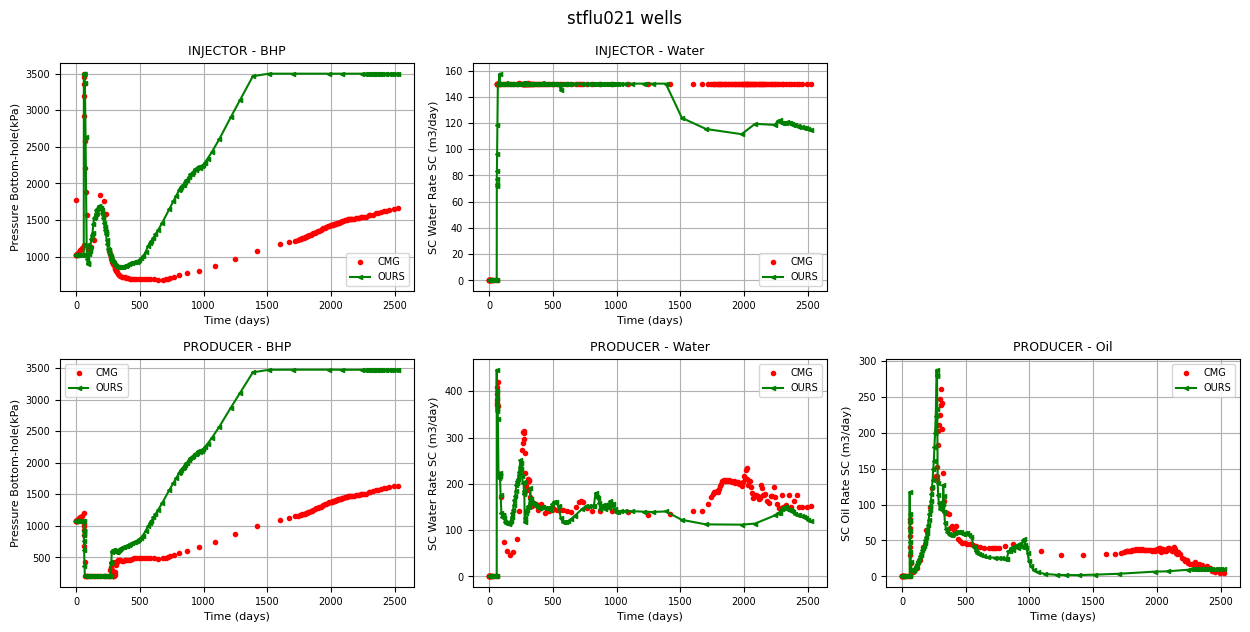 stflu021 wells
INJECTOR - BHP
Pressure Bottom-hole(kPa)
3500
3000
2500
2000
1500
1000
0
500
1000
1500
2000
2500
Time (days)
CMG
OURS
INJECTOR - Water
SC Water Rate SC (m3/day)
160
140
120
100
80
60
40
20
0
0
500
1000
1500
2000
2500
Time (days)
CMG
OURS
PRODUCER - BHP
Pressure Bottom-hole(kPa)
3500
3000
2500
2000
1500
1000
500
0
500
1000
1500
2000
2500
Time (days)
CMG
OURS
PRODUCER - Water
SC Water Rate SC (m3/day)
400
300
200
100
0
0
500
1000
1500
2000
2500
Time (days)
CMG
OURS
PRODUCER - Oil
SC Oil Rate SC (m3/day)
300
250
200
150
100
50
0
0
500
1000
1500
2000
2500
Time (days)
CMG
OURS